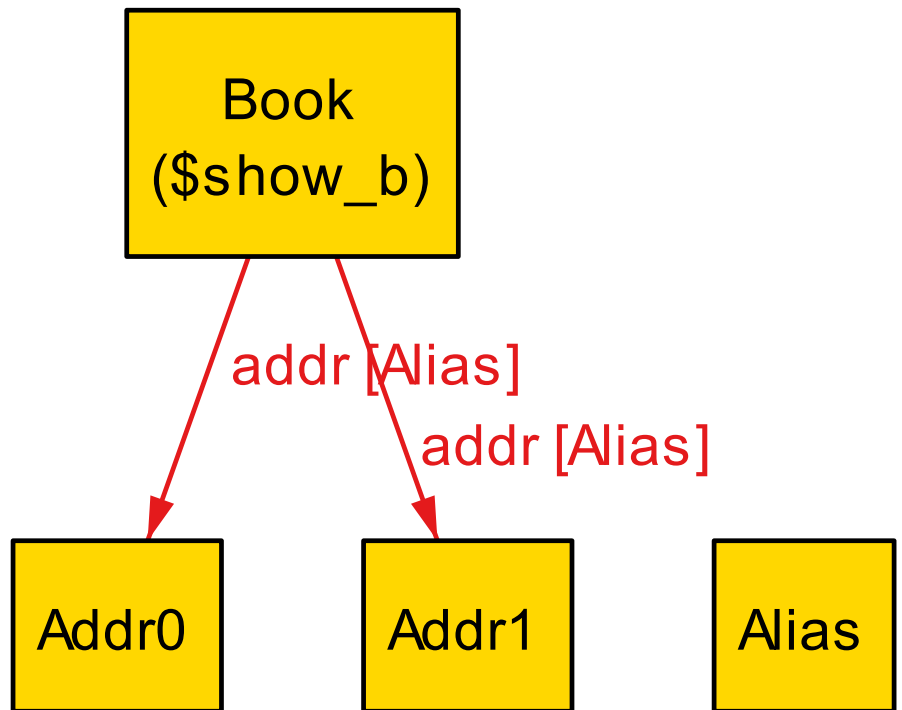 Book
($show_b)
addr [Alias]
addr [Alias]
Addr0
Addr1
Alias